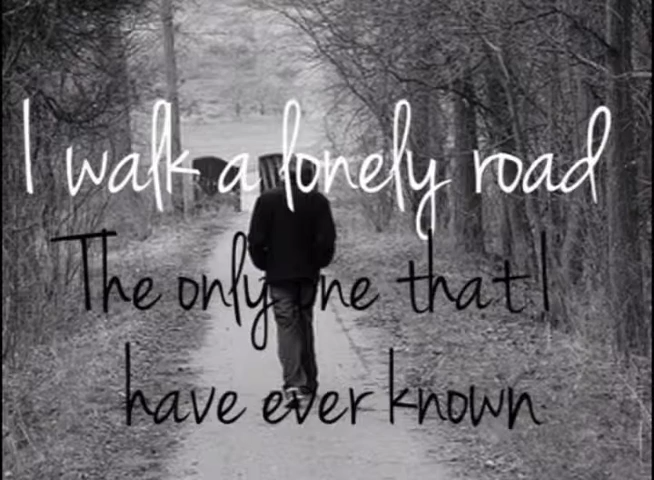 I walk a lonely road
The only one that I
have ever known